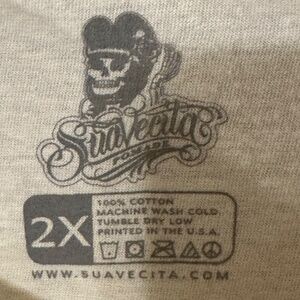 Suavecita
POMADE
2X
100% COTTON
MACHINE WASH COLD
TUMBLE DRY LOW
PRINTED IN THE U.S.A.
WWW.SUAVECITA.COM